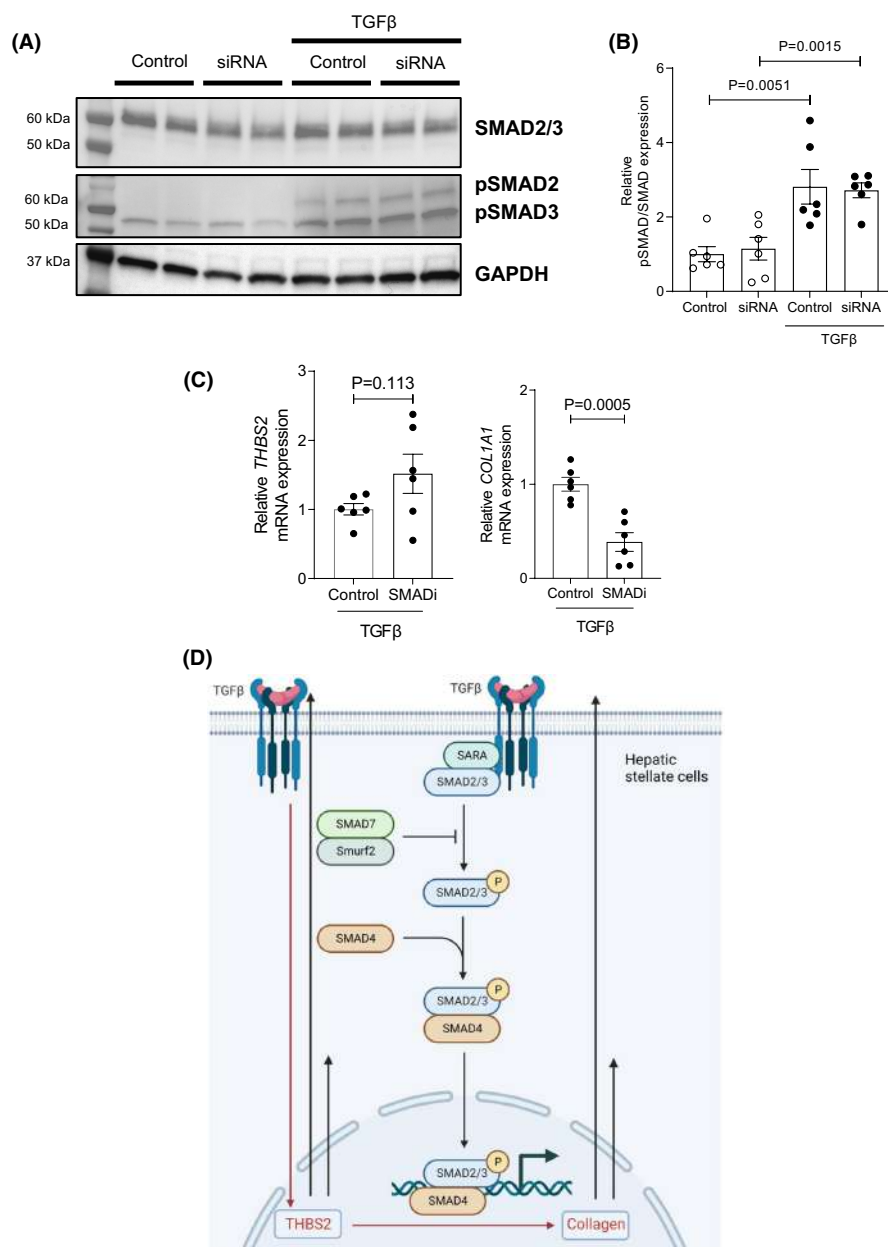 (A)
TGFβ
Control siRNA Control siRNA
60 kDa
50 kDa
SMAD2/3
60 kDa
50 kDa
pSMAD2
pSMAD3
37 kDa
GAPDH
(B)
P=0.0015
P=0.0051
Relative
pSMAD/SMAD expression
6
4
2
0
Control siRNA Control siRNA
TGFβ
(C)
Relative THBS2
mRNA expression
3
2
1
0
P=0.113
Control SMADi
TGFβ
Relative COL1A1
mRNA expression
2
1
0
P=0.0005
Control SMADi
TGFβ
(D)
TGFβ
TGFβ
SARA
SMAD2/3
Hepatic
stellate cells
SMAD7
Smurf2
P
SMAD2/3
SMAD4
P
SMAD2/3
SMAD4
P
SMAD2/3
SMAD4
THBS2
Collagen